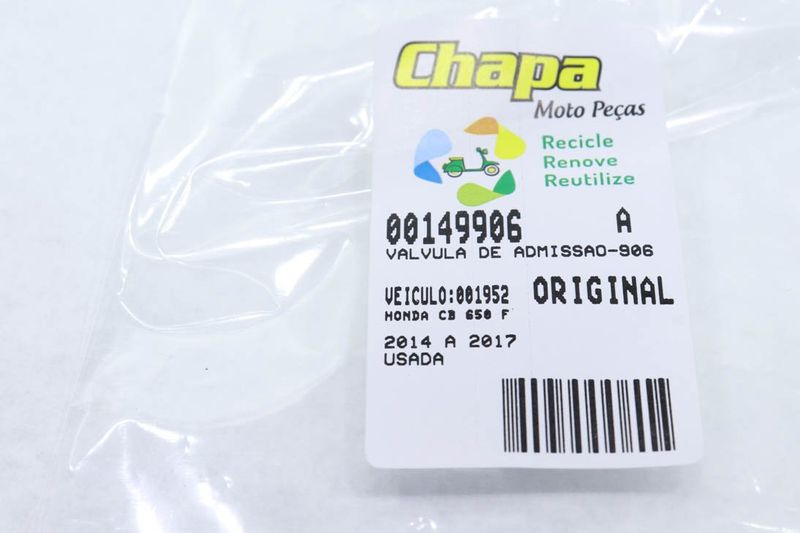 Chapa
Moto Peças
Recicle
Renove
Reutilize
00149906 A
VALVULA DE ADMISSAO-906
VEICULO:001952 ORIGINAL
HONDA CB 650 F
2014 A 2017
USADA